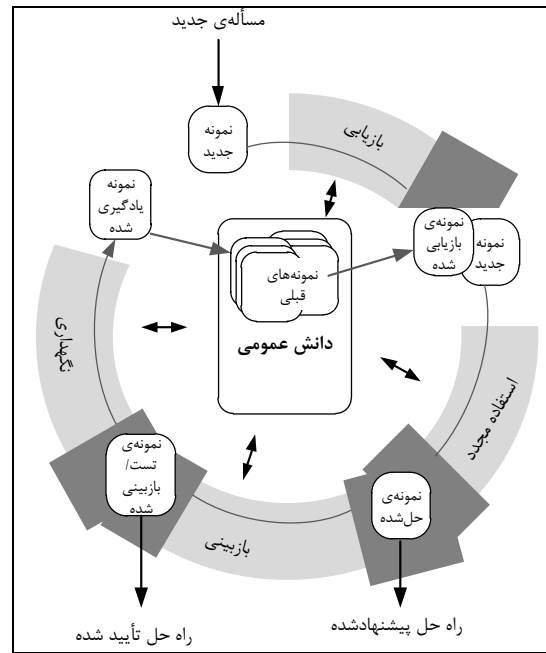 مسأله‌ی جدید
بازیابی
نمونه
جدید
نمونه
یادگیری
شده
نمونه‌ی
بازیابی
شده
نمونه
جدید
نمونه‌های
قبلی
دانش عمومی
نگهداری
استفاده مجدد
نمونه‌ی
تست/
بازبینی
شده
نمونه‌ی
حل‌شده
بازبینی
راه حل پیشنهادشده
راه حل تأیید شده